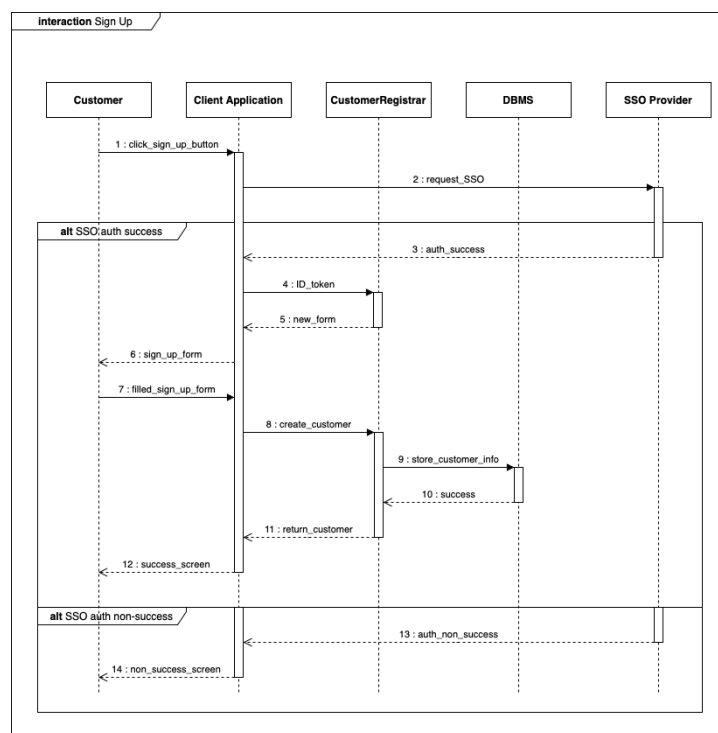 interaction Sign Up
Customer
Client Application
CustomerRegistrar
DBMS
SSO Provider
1 : click_sign_up_button
2 : request_SSO
alt SSO auth success
3 : auth_success
4 : ID_token
5 : new_form
6 : sign_up_form
7 : filled_sign_up_form
8 : create_customer
9 : store_customer_info
10 : success
11 : return_customer
12 : success_screen
alt SSO auth non-success
13 : auth_non_success
14 : non_success_screen